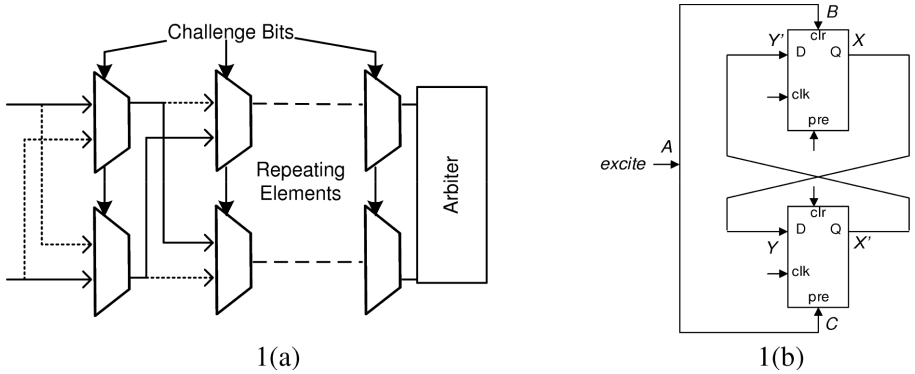 Challenge Bits
Repeating
Elements
Arbiter
1(a)
B
Y'
clr
X
D
Q
clk
pre
A
excite
clr
D
Q
Y
X'
clk
pre
C
1(b)